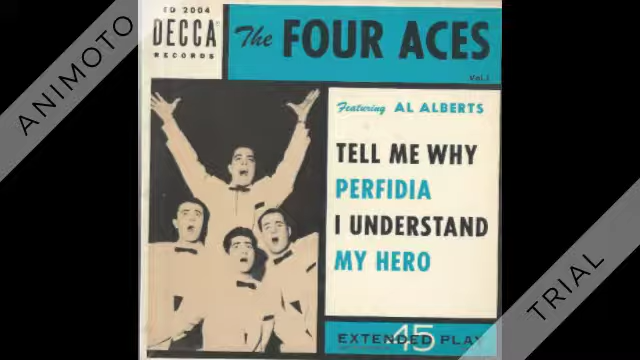 ED 2004
DECCA
RECORDS
The FOUR ACES
Vol. 1
Featuring AL ALBERTS
TELL ME WHY
PERFIDIA
I UNDERSTAND
MY HERO
45
EXTENDED PLAY
ANIMOTO
TRIAL